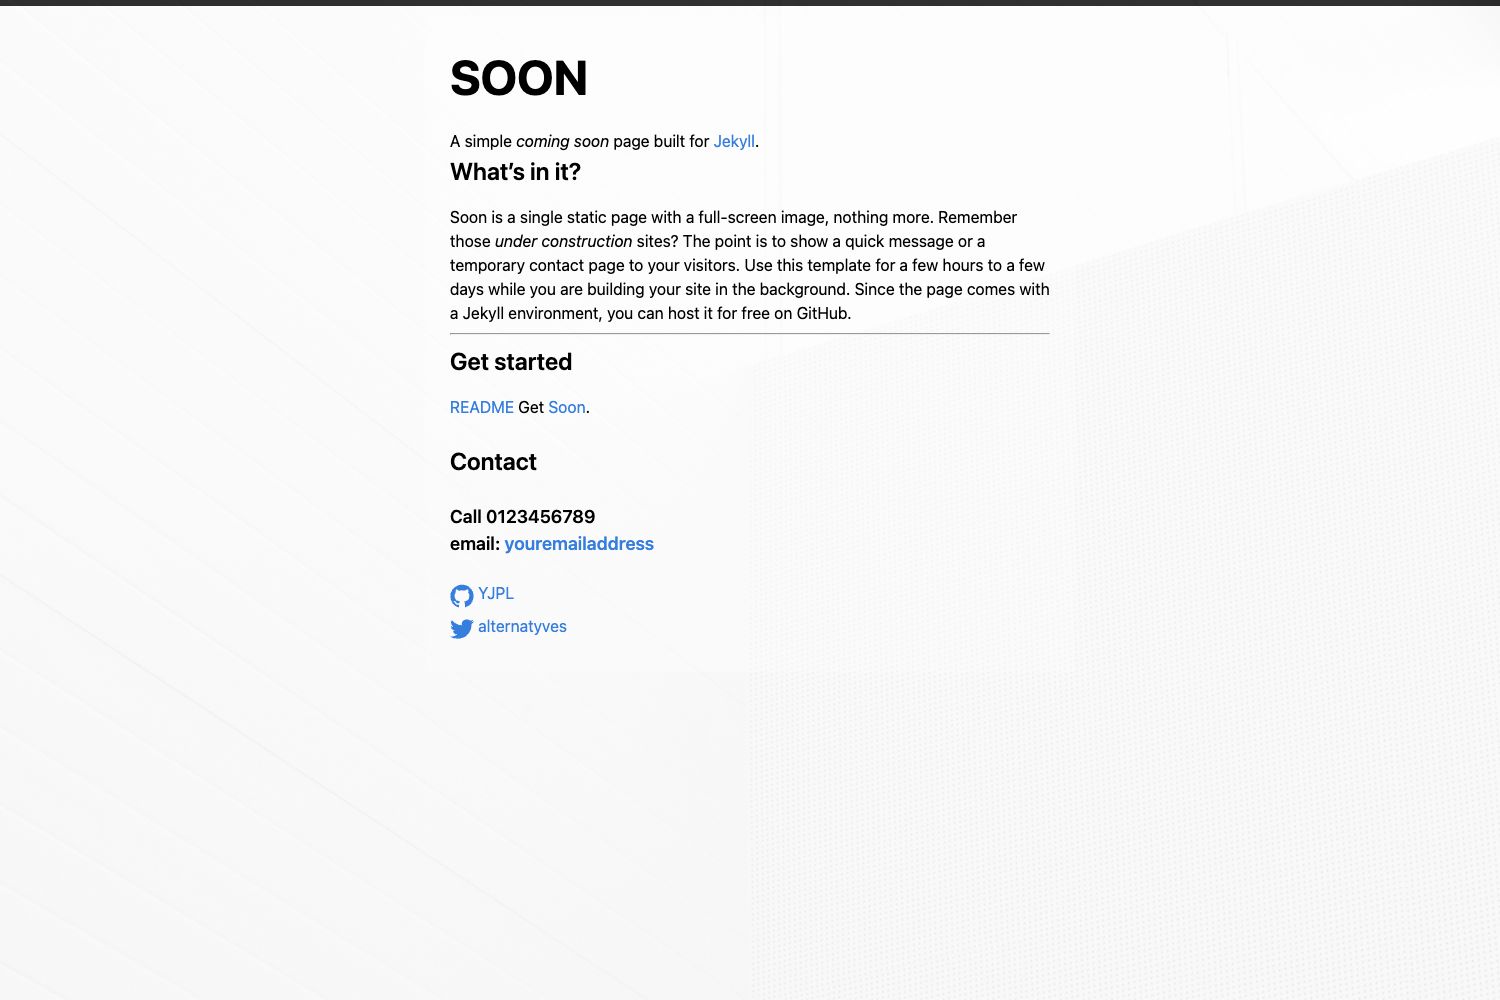 SOON
A simple coming soon page built for Jekyll.
What’s in it?
Soon is a single static page with a full-screen image, nothing more. Remember
those under construction sites? The point is to show a quick message or a
temporary contact page to your visitors. Use this template for a few hours to a few
days while you are building your site in the background. Since the page comes with
a Jekyll environment, you can host it for free on GitHub.
Get started
README Get Soon.
Contact
Call 0123456789
email: youremailaddress
YJPL
alternatyves